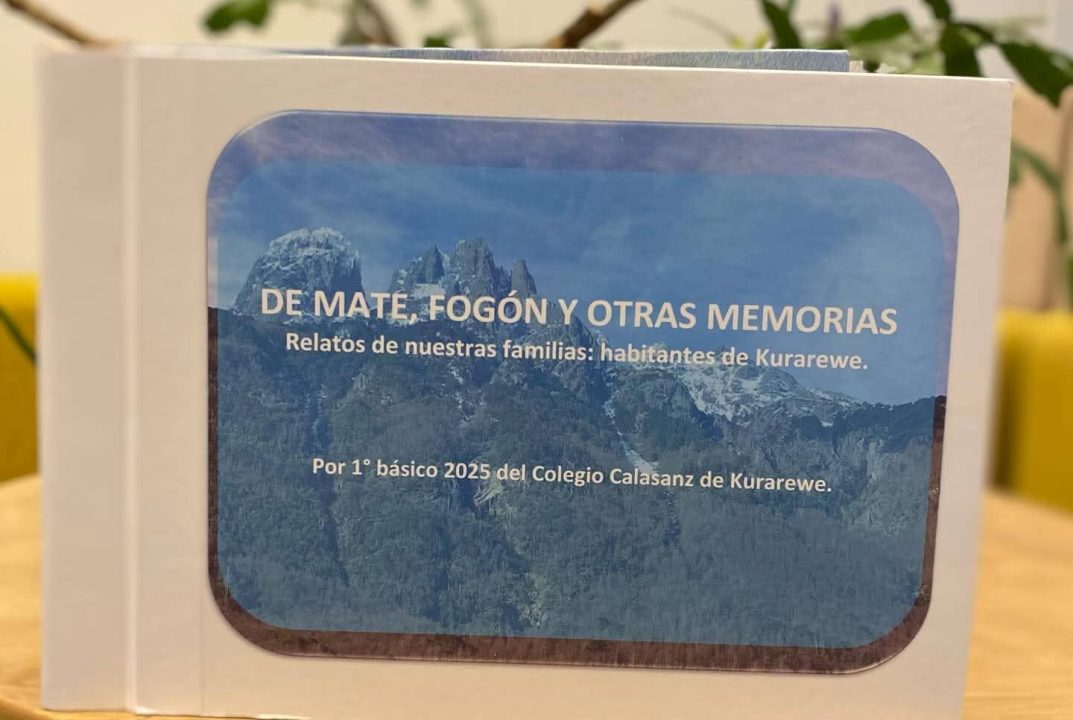 DE MATE, FOGÓN Y OTRAS MEMORIAS
Relatos de nuestras familias: habitantes de Kurarewe.
Por 1° básico 2025 del Colegio Calasanz de Kurarewe.